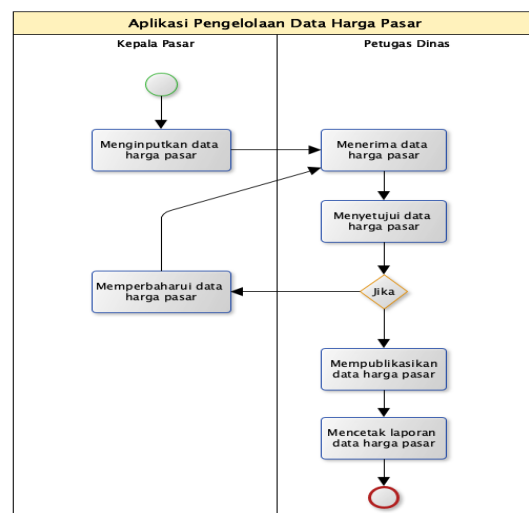 Aplikasi Pengelolaan Data Harga Pasar
Kepala Pasar
Petugas Dinas
Menginputkan data
harga pasar
Menerima data
harga pasar
Menyetujui data
harga pasar
Memperbaharui data
harga pasar
Jika
Mempublikasikan
data harga pasar
Mencetak laporan
data harga pasar